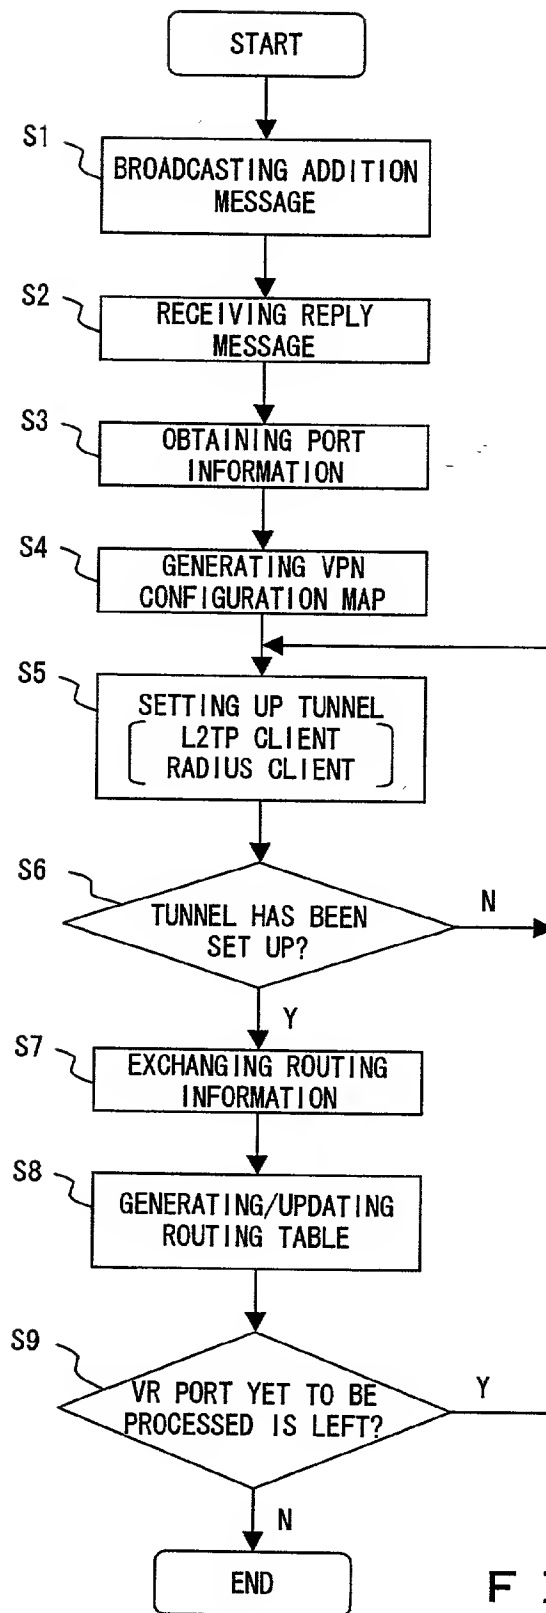 START
S1
BROADCASTING ADDITION
MESSAGE
S2
RECEIVING REPLY
MESSAGE
S3
OBTAINING PORT
INFORMATION
S4
GENERATING VPN
CONFIGURATION MAP
S5
SETTING UP TUNNEL
L2TP CLIENT
RADIUS CLIENT
S6
TUNNEL HAS BEEN
SET UP?
N
Y
S7
EXCHANGING ROUTING
INFORMATION
S8
GENERATING/UPDATING
ROUTING TABLE
S9
VR PORT YET TO BE
PROCESSED IS LEFT?
Y
N
END
F